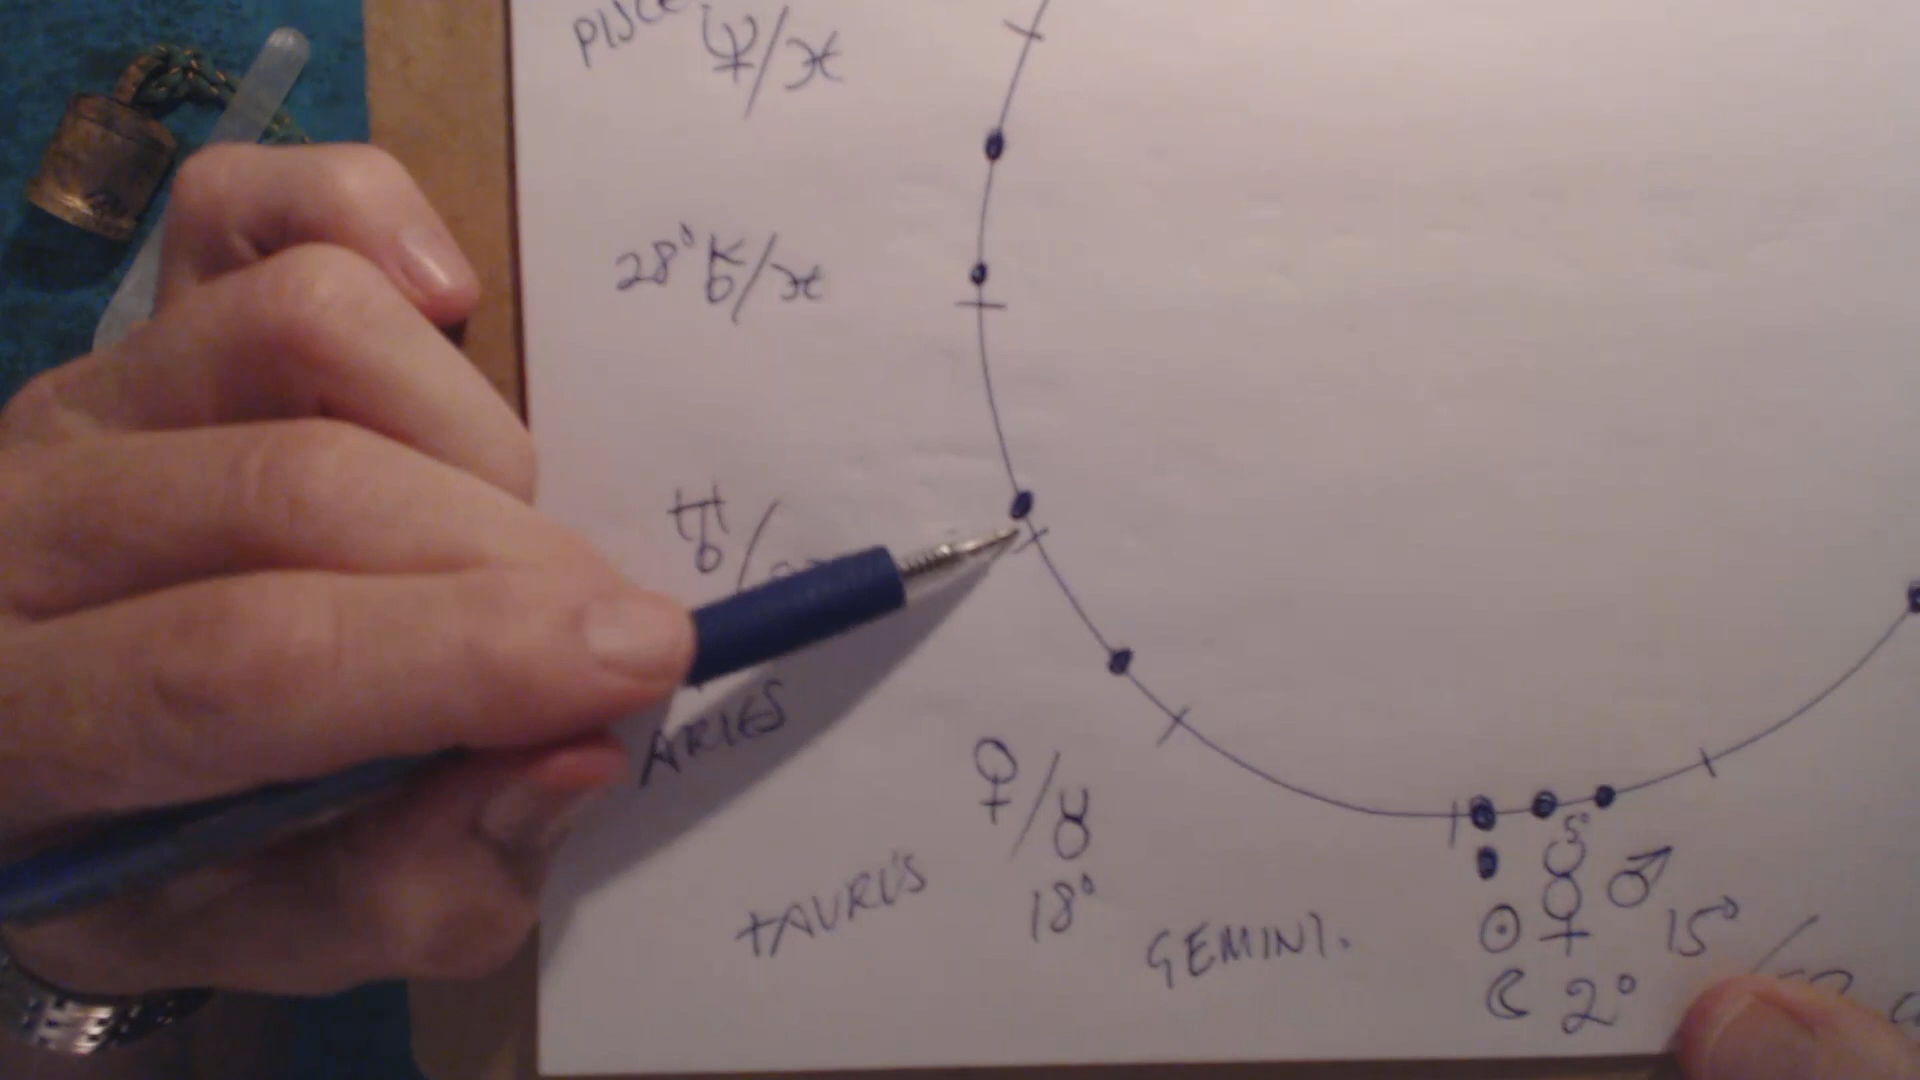 PISCE
♆/♓
28° ♄/♓
♅/
ARIES
♀/♉
18°
TAURUS
GEMINI.
5°
☉ ☿ ♂
15°
☾ 2°